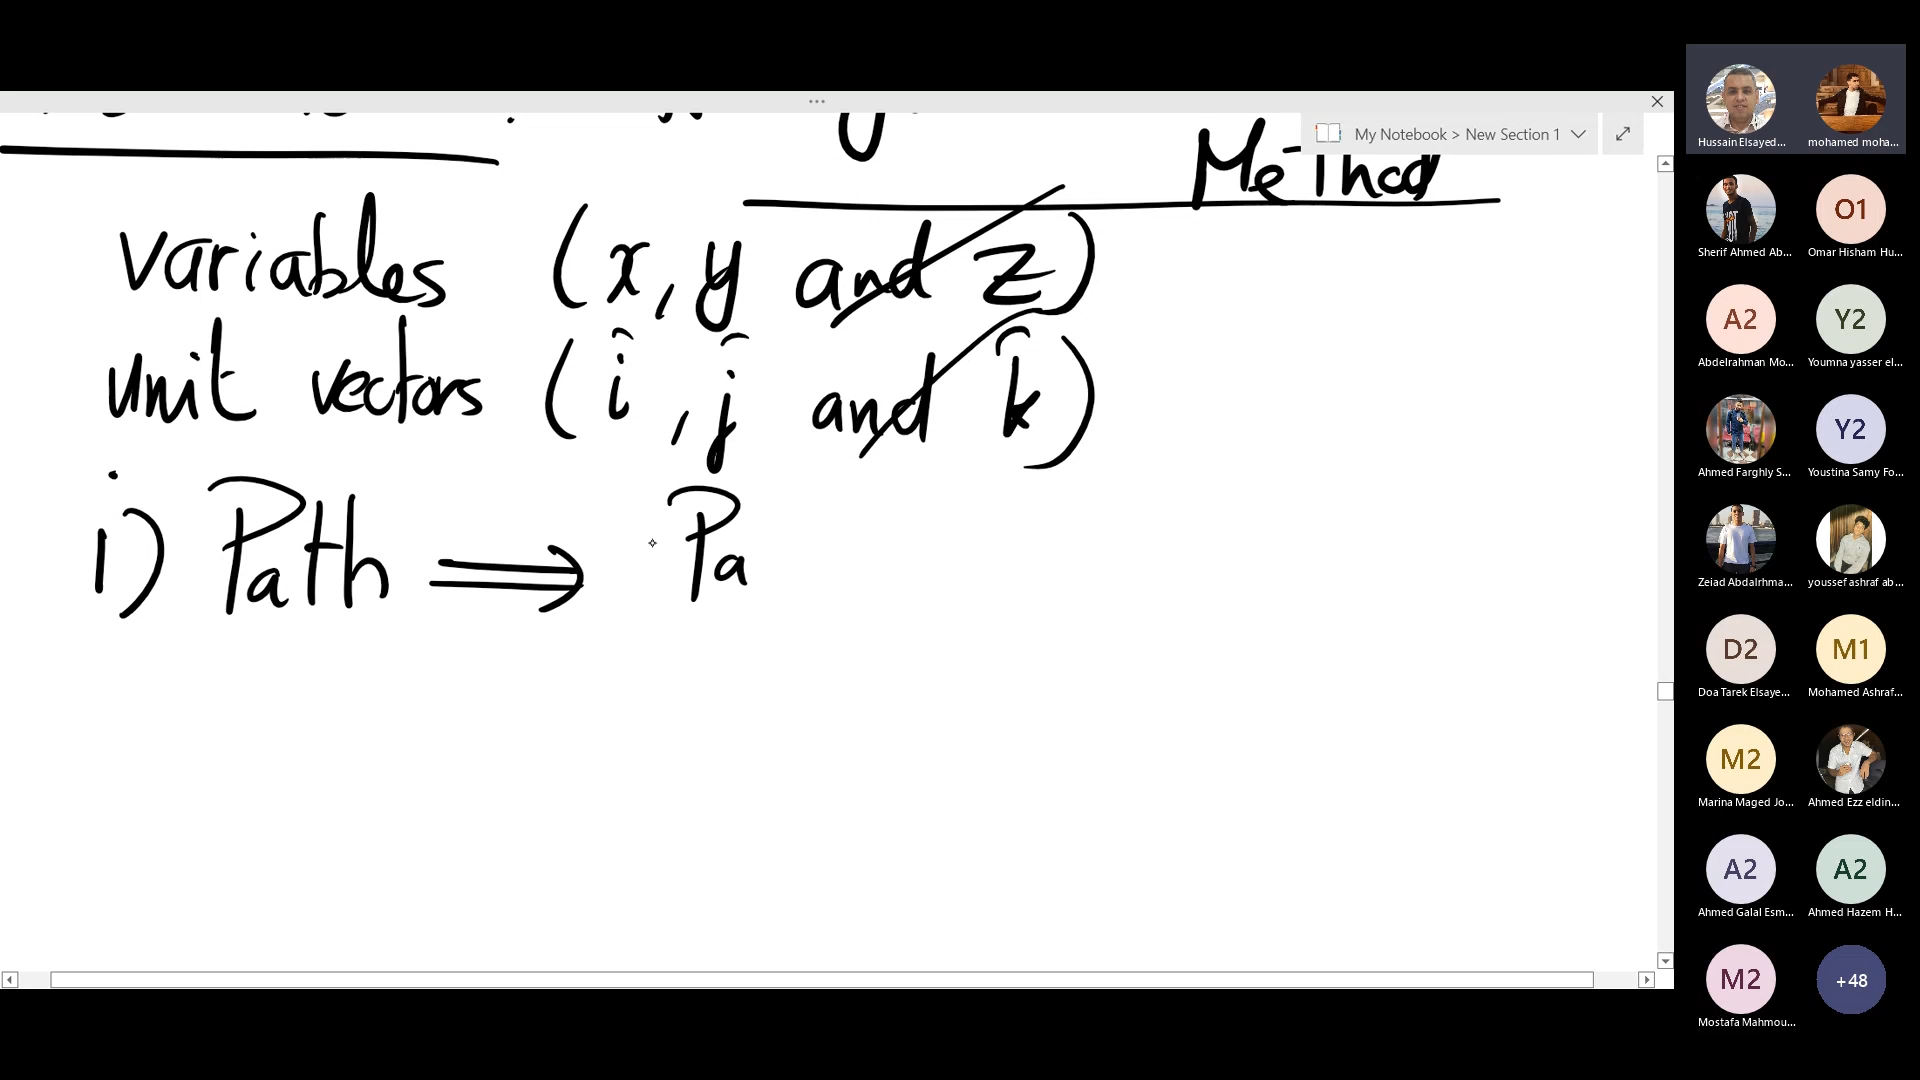 My Notebook > New Section 1
Method
variables (x, y and z)
unit vectors (î, ĵ and k̂)
1) Path ⟹ Pa
Hussain Elsayed...
mohamed moha...
Sherif Ahmed Ab...
O1
Omar Hisham Hu...
A2
Abdelrahman Mo...
Y2
Youmna yasser el...
Ahmed Farghly S...
Y2
Youstina Samy Fo...
Zeiad Abdalrhma...
youssef ashraf ab...
D2
Doa Tarek Elsaye...
M1
Mohamed Ashraf...
M2
Marina Maged Jo...
Ahmed Ezz eldin...
A2
Ahmed Galal Esm...
A2
Ahmed Hazem H...
M2
Mostafa Mahmou...
+48